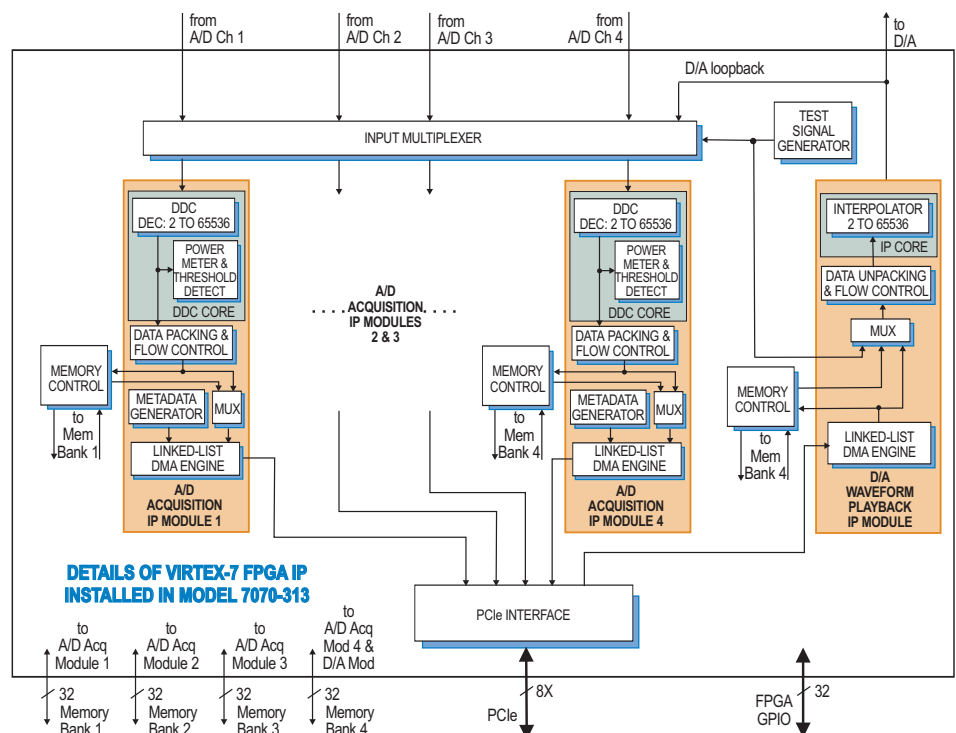 from
A/D Ch 1
from
A/D Ch 2
from
A/D Ch 3
from
A/D Ch 4
to
D/A
D/A loopback
INPUT MULTIPLEXER
TEST
SIGNAL
GENERATOR
DDC
DEC: 2 TO 65536
POWER
METER &
THRESHOLD
DETECT
DDC CORE
DATA PACKING &
FLOW CONTROL
MEMORY
CONTROL
METADATA
GENERATOR
MUX
to
Mem
Bank 1
LINKED-LIST
DMA ENGINE
A/D
ACQUISITION
IP MODULE 1
A/D
. . . . ACQUISITION . . . .
IP MODULES
2 & 3
DDC
DEC: 2 TO 65536
POWER
METER &
THRESHOLD
DETECT
DDC CORE
DATA PACKING &
FLOW CONTROL
MEMORY
CONTROL
METADATA
GENERATOR
MUX
to
Mem
Bank 4
LINKED-LIST
DMA ENGINE
A/D
ACQUISITION
IP MODULE 4
INTERPOLATOR
2 TO 65536
IP CORE
DATA UNPACKING
& FLOW CONTROL
MUX
MEMORY
CONTROL
to
Mem
Bank 4
LINKED-LIST
DMA ENGINE
D/A
WAVEFORM
PLAYBACK
IP MODULE
DETAILS OF VIRTEX-7 FPGA IP
INSTALLED IN MODEL 7070-313
PCIe INTERFACE
to
A/D Acq
Module 1
to
A/D Acq
Module 2
to
A/D Acq
Module 3
to
A/D Acq
Mod 4 &
D/A Mod
32
Memory
Bank 1
32
Memory
Bank 2
32
Memory
Bank 3
32
Memory
Bank 4
8X
PCIe
32
FPGA
GPIO